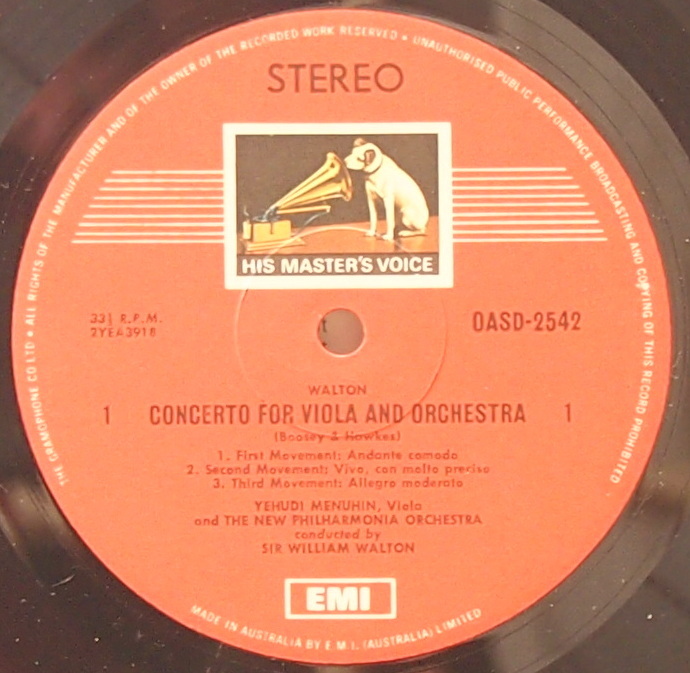 THE GRAMOPHONE CO LTD • ALL RIGHTS OF THE MANUFACTURER AND OF THE OWNER OF THE RECORDED WORK RESERVED • UNAUTHORISED PUBLIC PERFORMANCE BROADCASTING AND COPYING OF THIS RECORD PROHIBITED
STEREO
HIS MASTER'S VOICE
33⅓ R.P.M.
2YEA3918
OASD-2542
WALTON
1 CONCERTO FOR VIOLA AND ORCHESTRA 1
(Boosey & Hawkes)
1. First Movement: Andante comodo
2. Second Movement: Vivo, con molto preciso
3. Third Movement: Allegro moderato
YEHUDI MENUHIN, Viola
and THE NEW PHILHARMONIA ORCHESTRA
conducted by
SIR WILLIAM WALTON
EMI
MADE IN AUSTRALIA BY E.M.I. (AUSTRALIA) LIMITED